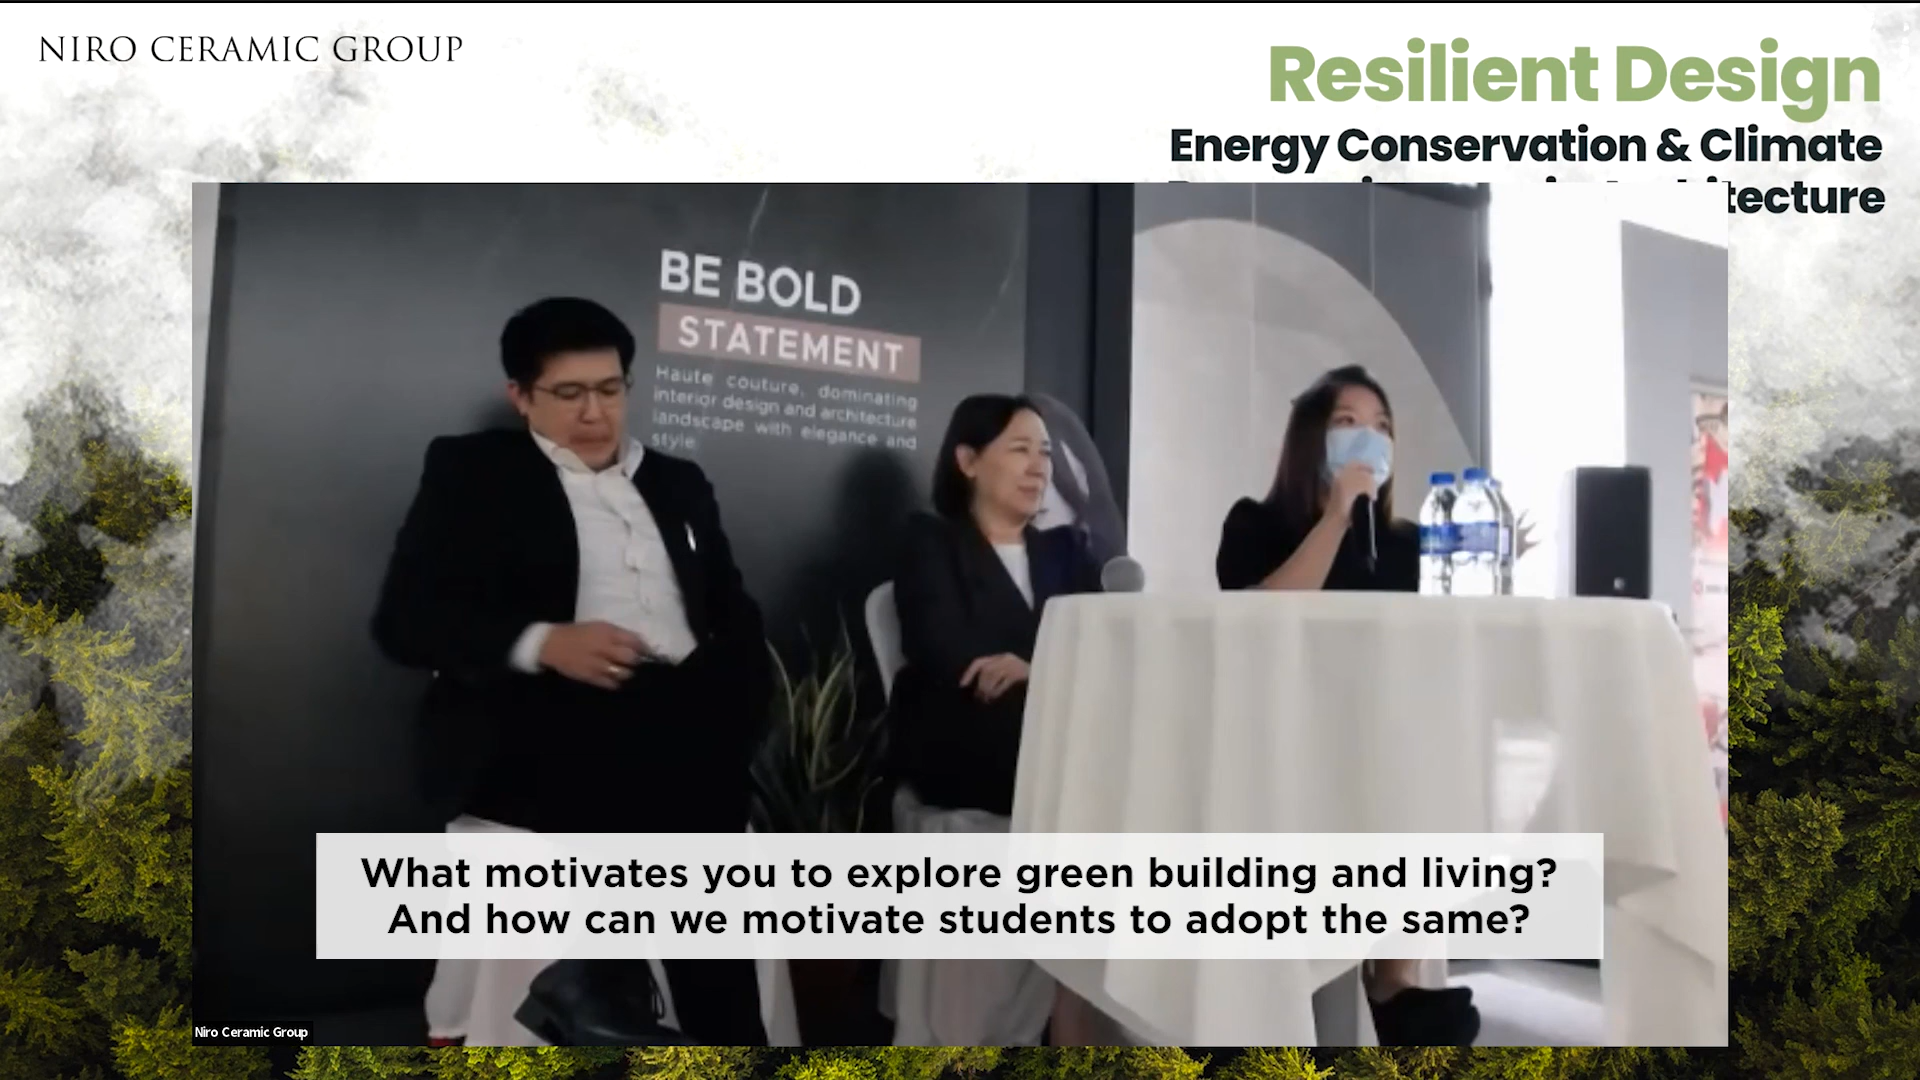 NIRO CERAMIC GROUP
Resilient Design
Energy Conservation & Climate
tecture
BE BOLD
STATEMENT
Haute couture, dominating
interior design and architecture
landscape with elegance and
style
What motivates you to explore green building and living?
And how can we motivate students to adopt the same?
Niro Ceramic Group